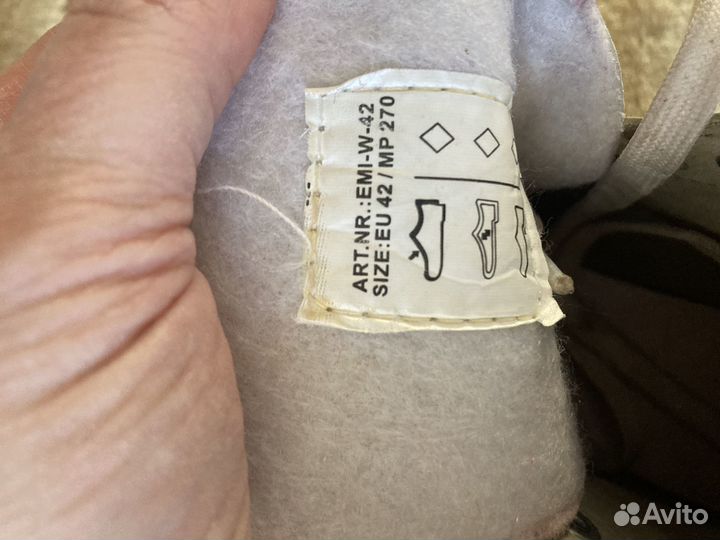 ART.NR.:EMI-W-42
SIZE:EU 42 / MP 270
Avito